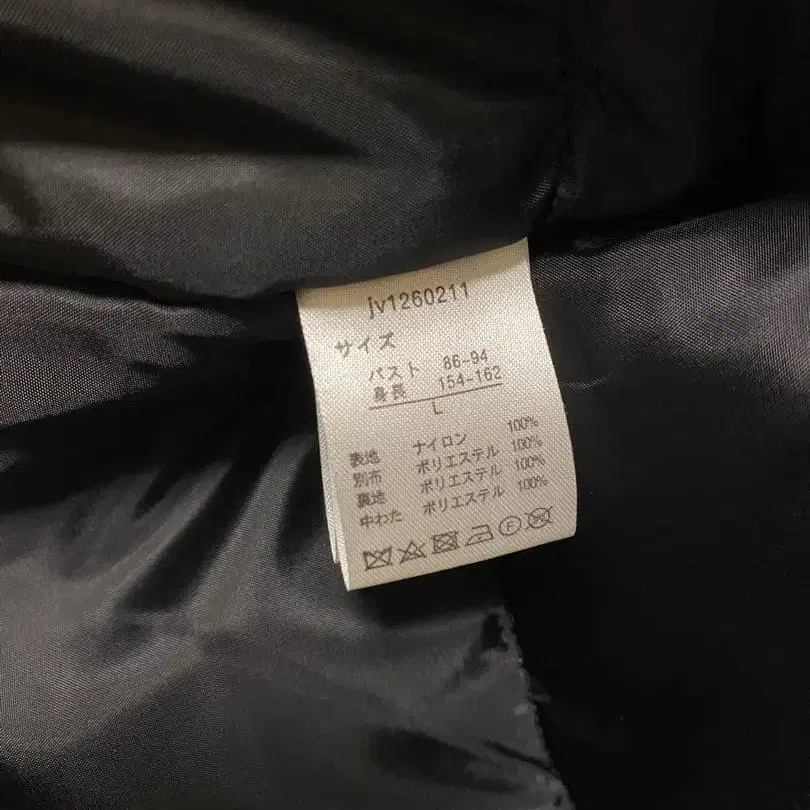 jv1260211
サイズ
バスト 86-94
身長 154-162
L
表地 ナイロン 100%
別布 ポリエステル 100%
裏地 ポリエステル 100%
中わた ポリエステル 100%